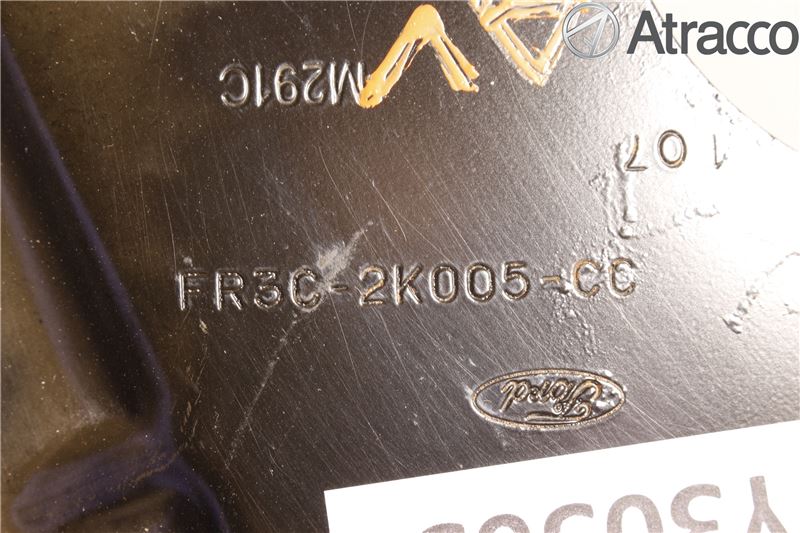 Atracco
M291C
107
FR3C-2K005-CC
Ford